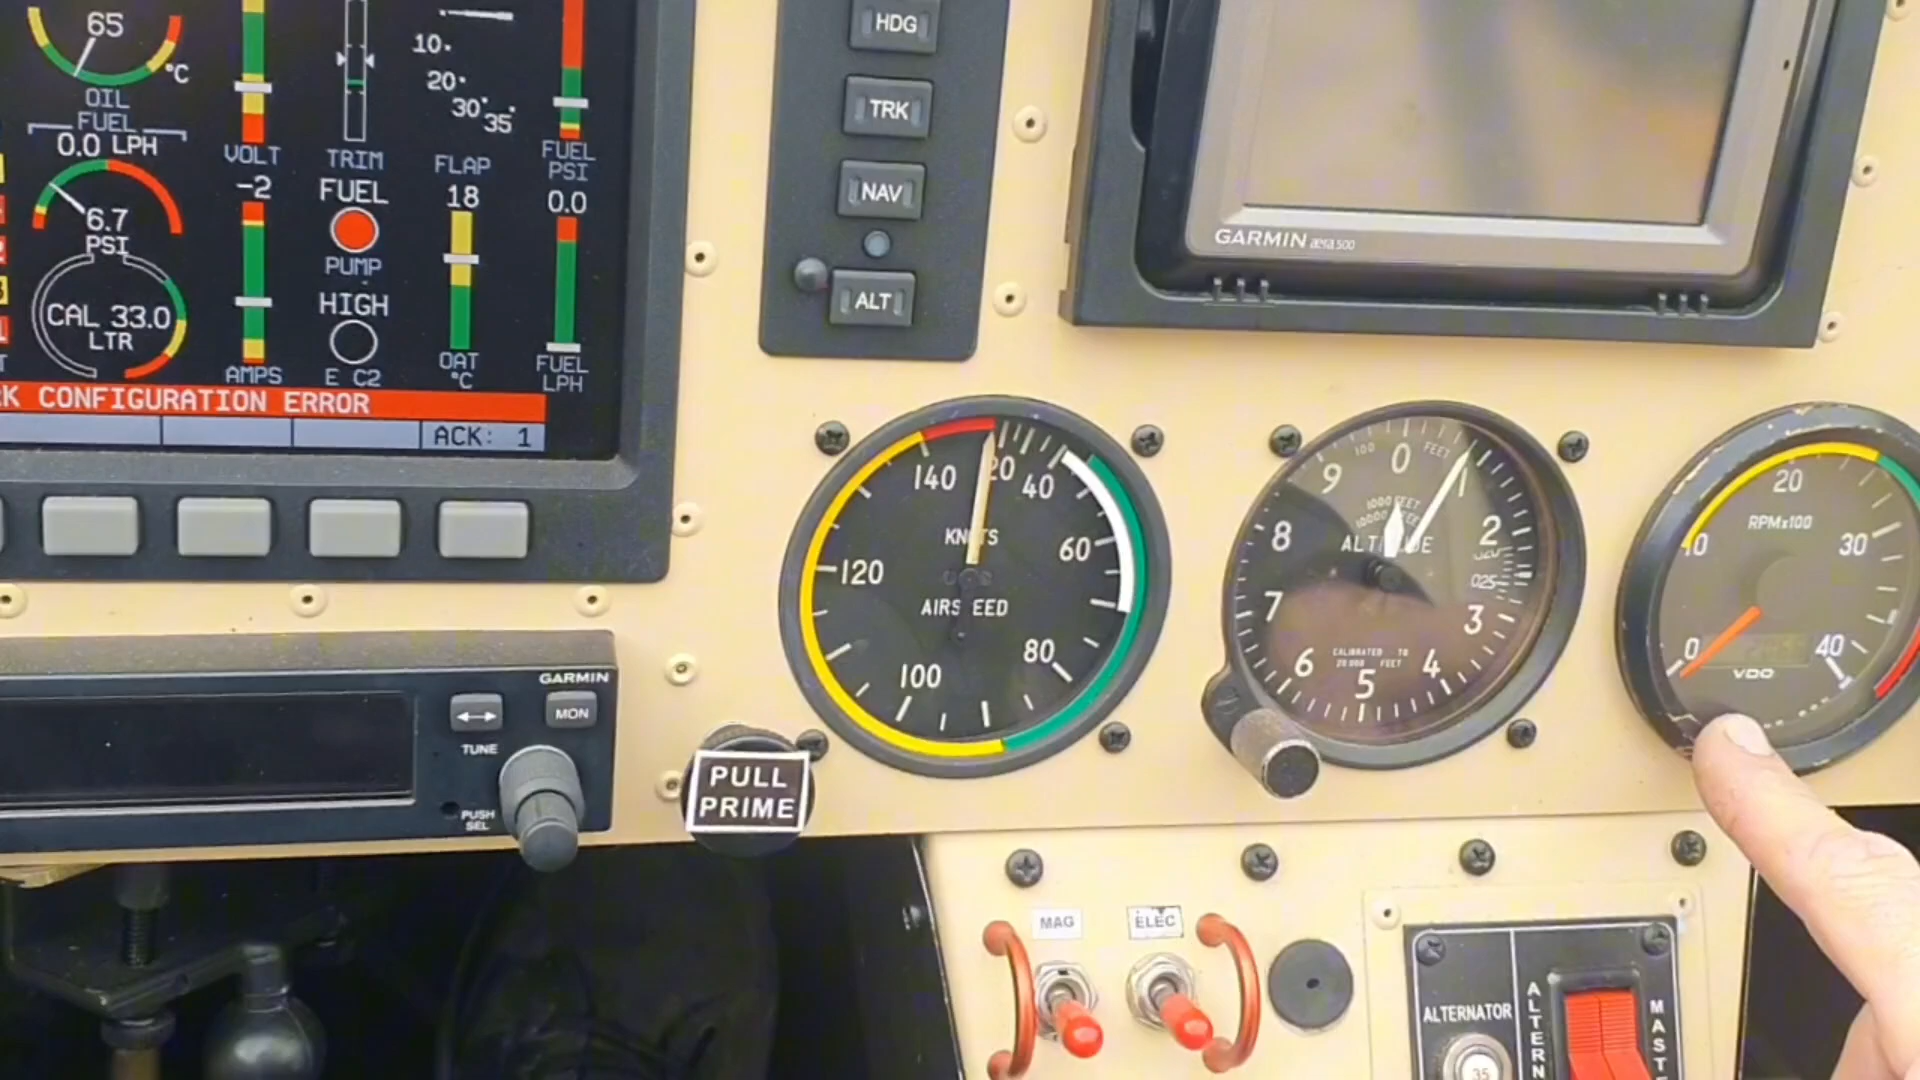 65
°C
OIL
FUEL
0.0 LPH
6.7
PSI
CAL 33.0
LTR
VOLT
-2
AMPS
TRIM
FUEL
PUMP
HIGH
E C2
10
20
30
35
FLAP
18
OAT
°C
FUEL
PSI
0.0
FUEL
LPH
K CONFIGURATION ERROR
ACK: 1
HDG
TRK
NAV
ALT
GARMIN aera 500
140
20
40
KNOTS
60
120
AIRSPEED
80
100
0
100
FEET
9
1
1000 FEET
8
2
ALTITUDE
7
3
CALIBRATED TO
20 000 FEET
6
4
5
20
RPMx100
10
30
0
40
VDO
GARMIN
MON
TUNE
PUSH
SEL
PULL
PRIME
MAG
ELEC
ALTERNATOR
35
ALTERN
MAST